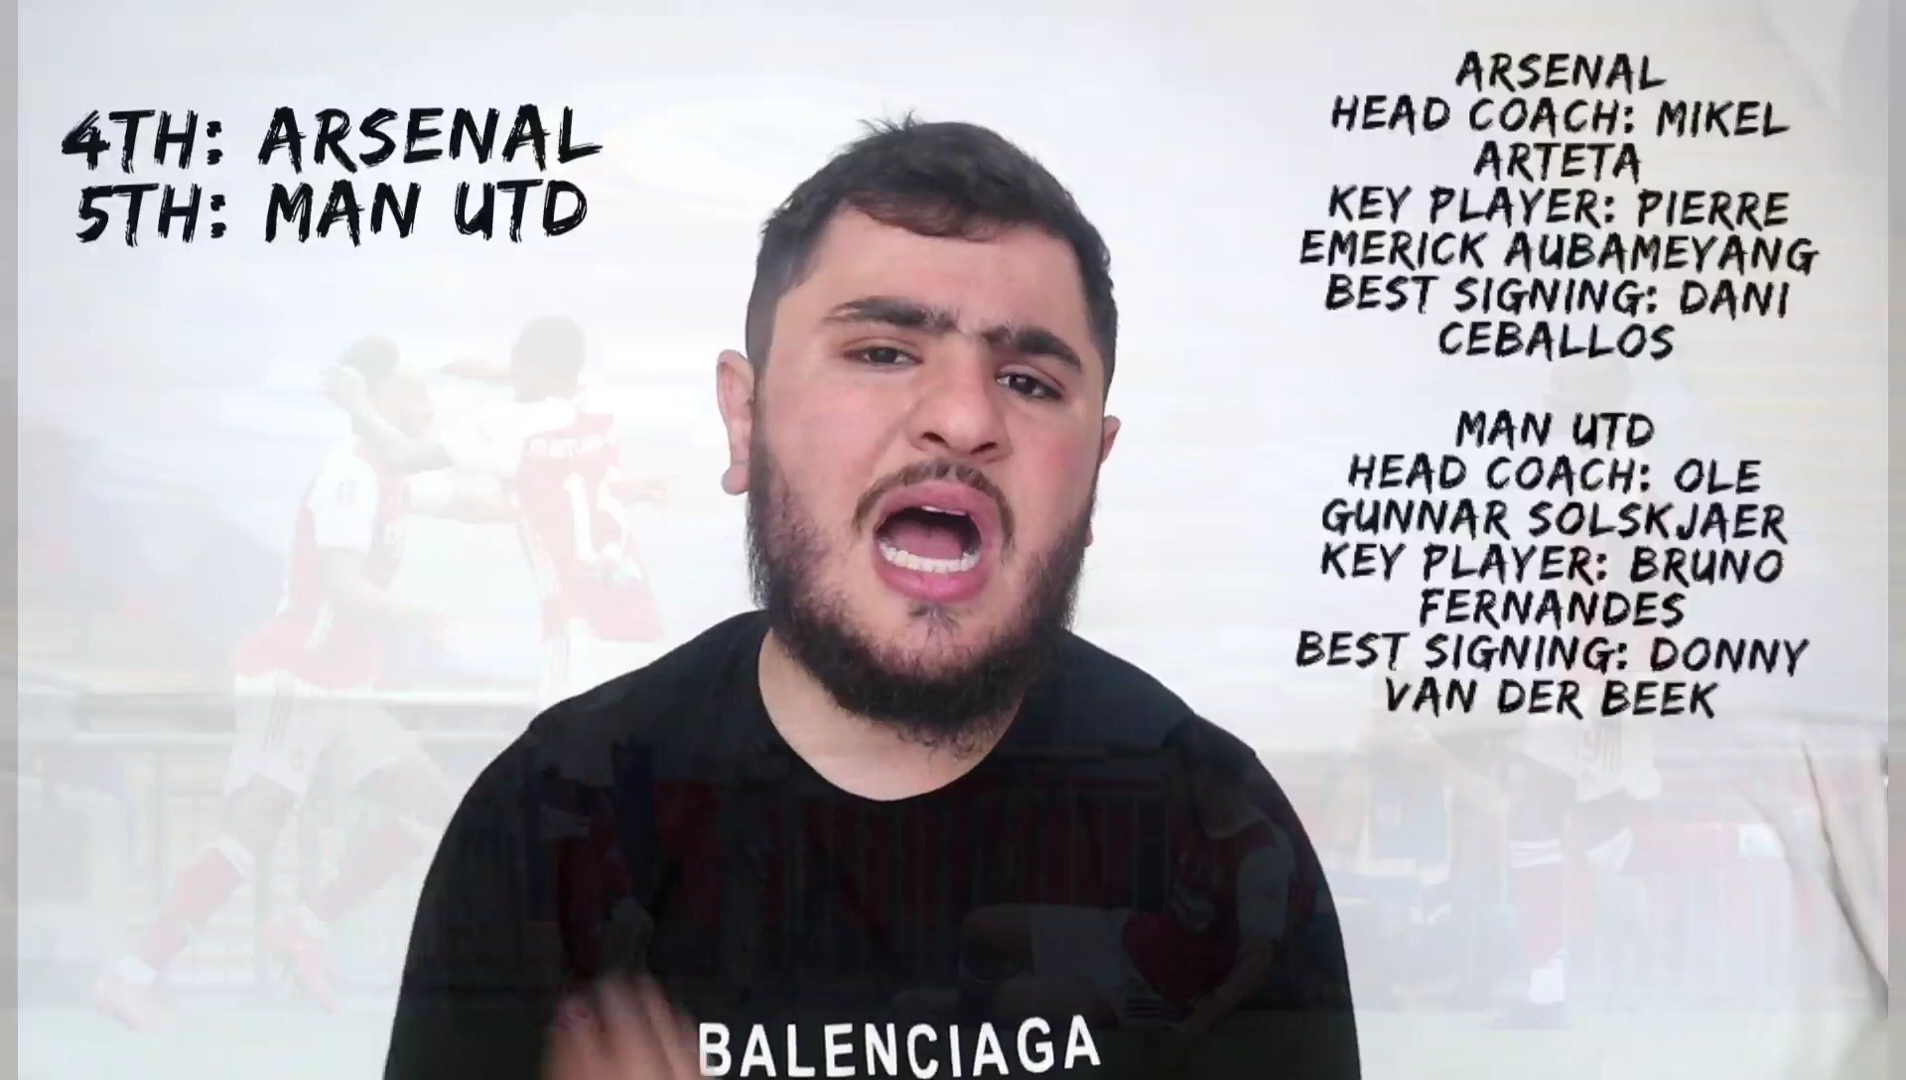 4TH: ARSENAL
5TH: MAN UTD
ARSENAL
HEAD COACH: MIKEL
ARTETA
KEY PLAYER: PIERRE
EMERICK AUBAMEYANG
BEST SIGNING: DANI
CEBALLOS
MAN UTD
HEAD COACH: OLE
GUNNAR SOLSKJAER
KEY PLAYER: BRUNO
FERNANDES
BEST SIGNING: DONNY
VAN DER BEEK
BALENCIAGA